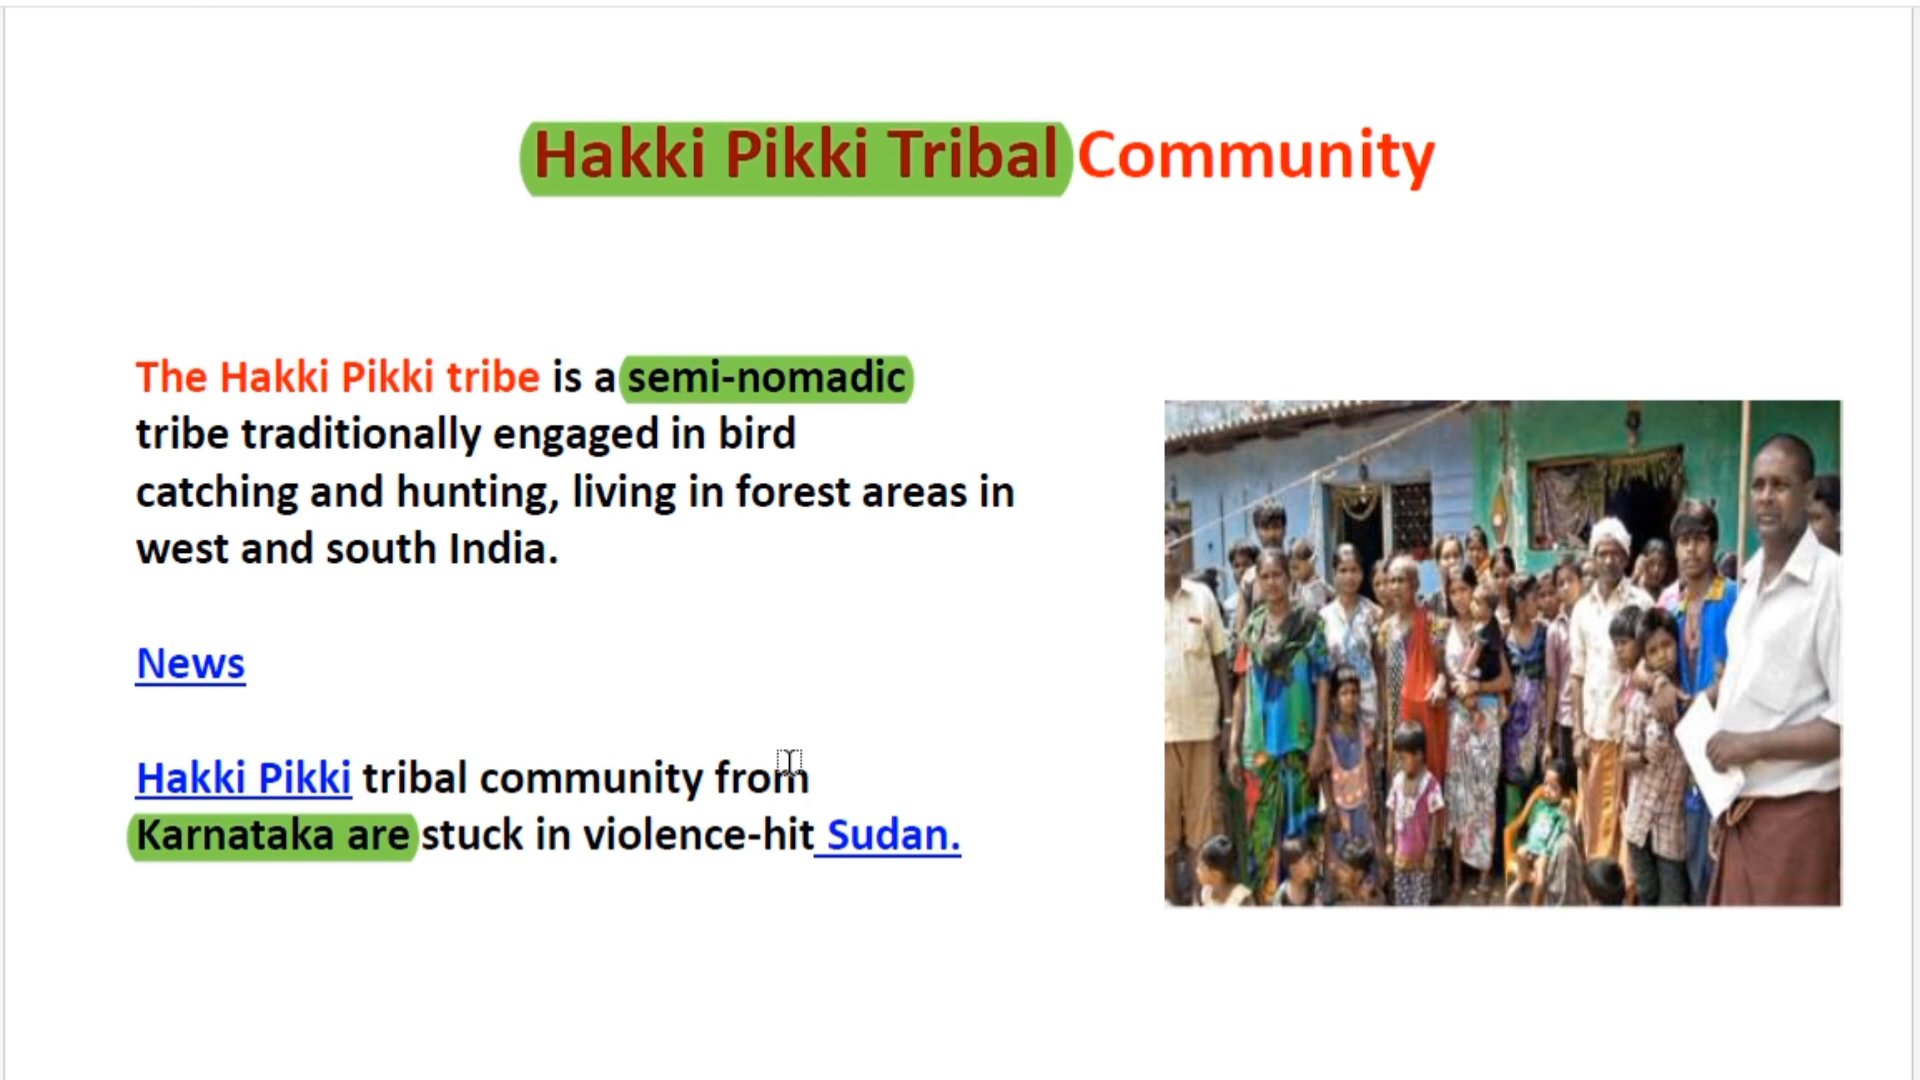 Hakki Pikki Tribal Community
The Hakki Pikki tribe is a semi-nomadic
tribe traditionally engaged in bird
catching and hunting, living in forest areas in
west and south India.
News
Hakki Pikki tribal community from
Karnataka are stuck in violence-hit Sudan.